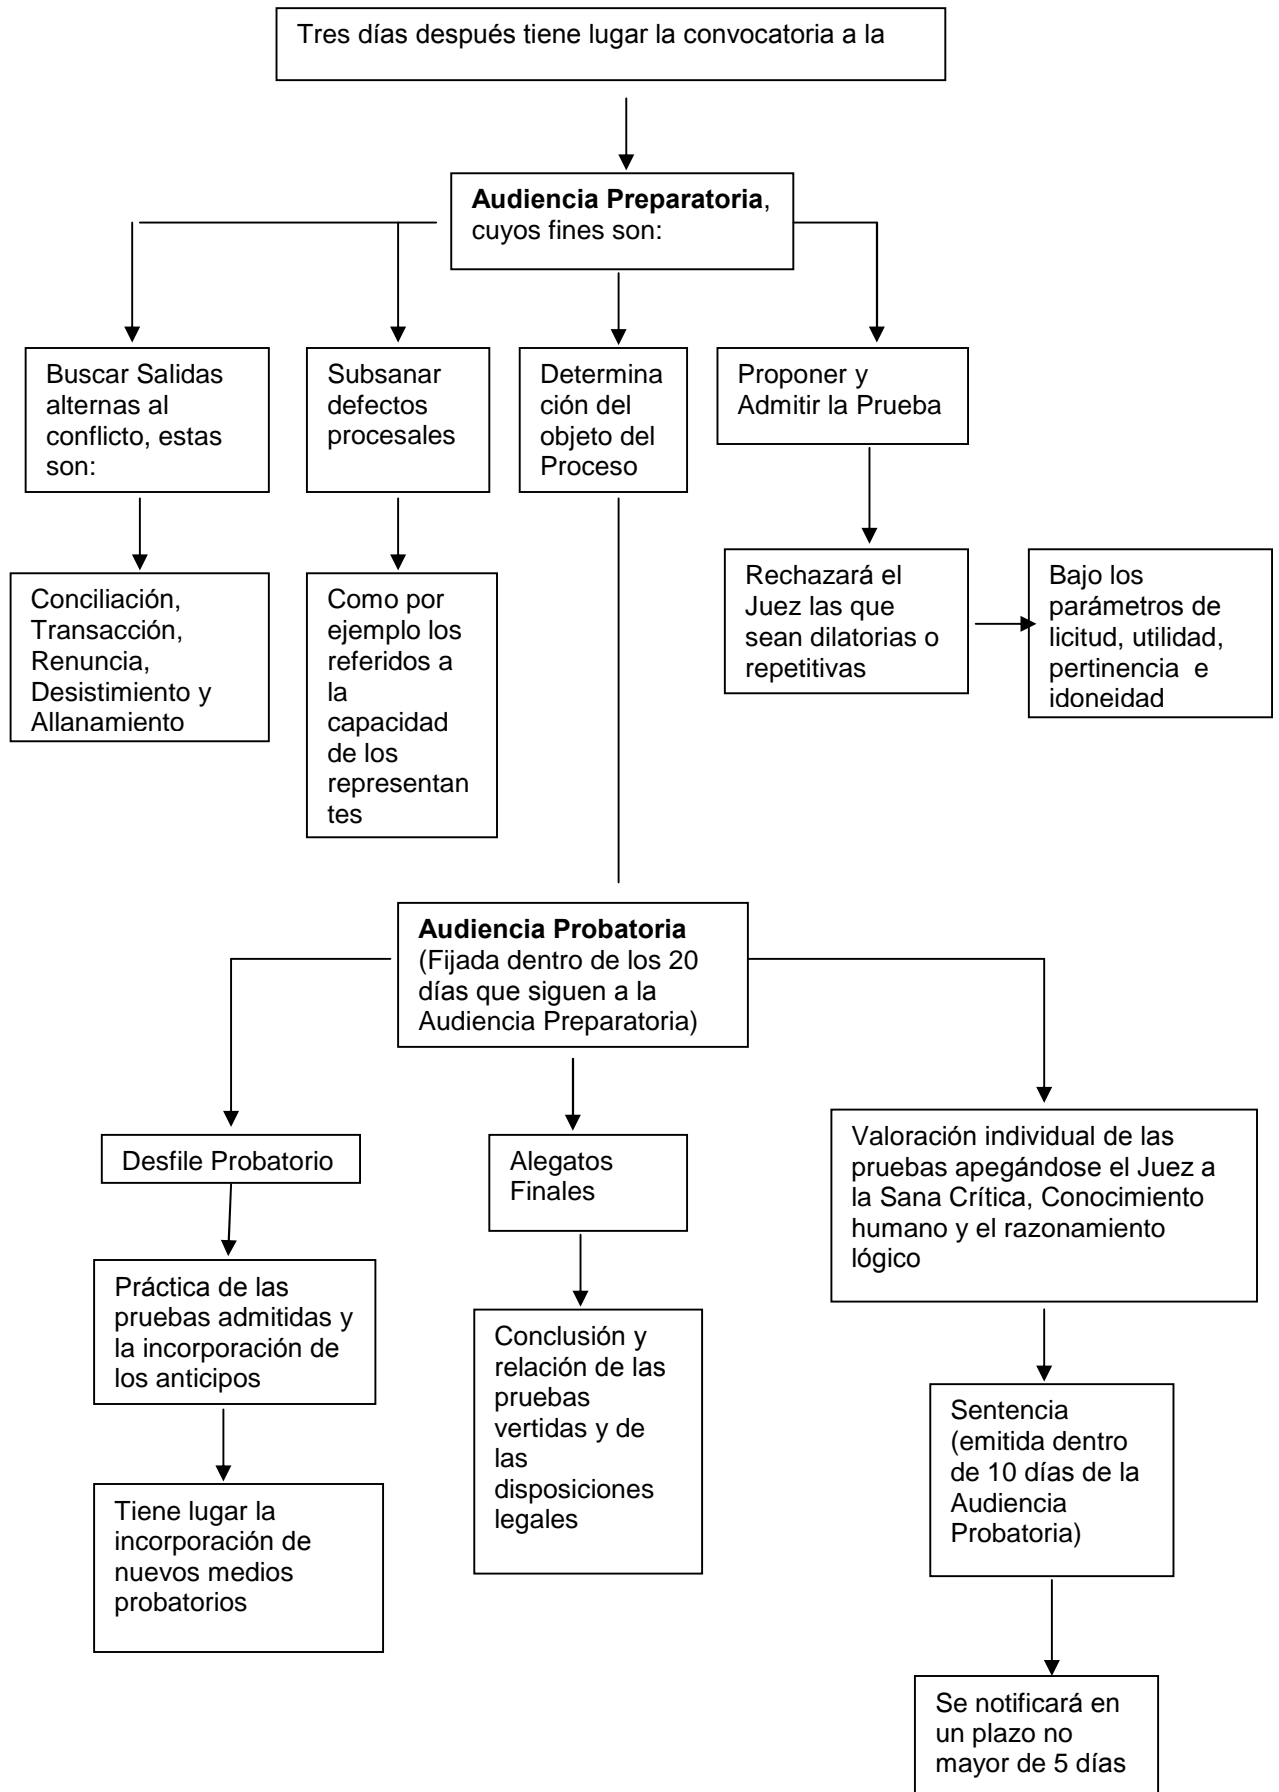 Tres días después tiene lugar la convocatoria a la
Audiencia Preparatoria,
cuyos fines son:
Buscar Salidas
alternas al
conflicto, estas
son:
Subsanar
defectos
procesales
Determina
ción del
objeto del
Proceso
Proponer y
Admitir la Prueba
Conciliación,
Transacción,
Renuncia,
Desistimiento y
Allanamiento
Como por
ejemplo los
referidos a
la
capacidad
de los
representan
tes
Rechazará el
Juez las que
sean dilatorias o
repetitivas
Bajo los
parámetros de
licitud, utilidad,
pertinencia e
idoneidad
Audiencia Probatoria
(Fijada dentro de los 20
días que siguen a la
Audiencia Preparatoria)
Desfile Probatorio
Alegatos
Finales
Valoración individual de las
pruebas apegándose el Juez a
la Sana Crítica, Conocimiento
humano y el razonamiento
lógico
Práctica de las
pruebas admitidas y
la incorporación de
los anticipos
Conclusión y
relación de las
pruebas
vertidas y de
las
disposiciones
legales
Sentencia
(emitida dentro
de 10 días de la
Audiencia
Probatoria)
Tiene lugar la
incorporación de
nuevos medios
probatorios
Se notificará en
un plazo no
mayor de 5 días